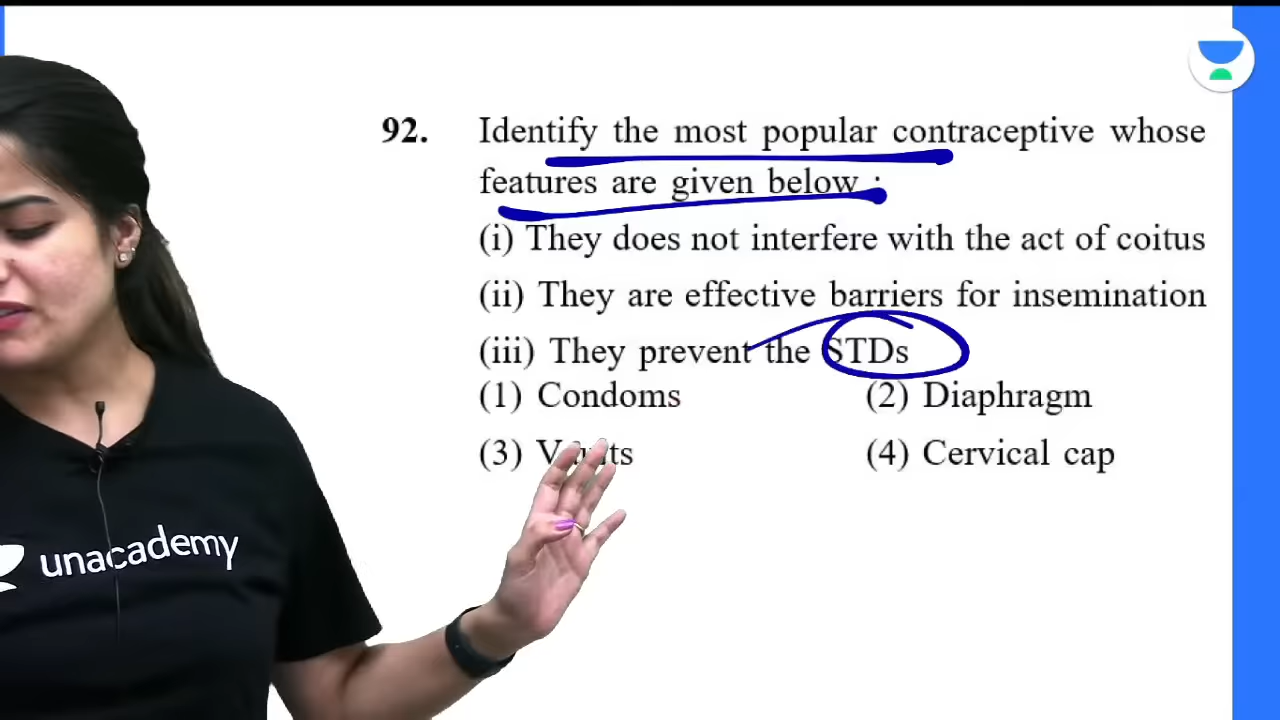 92. Identify the most popular contraceptive whose
features are given below :
(i) They does not interfere with the act of coitus
(ii) They are effective barriers for insemination
(iii) They prevent the STDs
(1) Condoms (2) Diaphragm
(3) Vaults (4) Cervical cap
unacademy